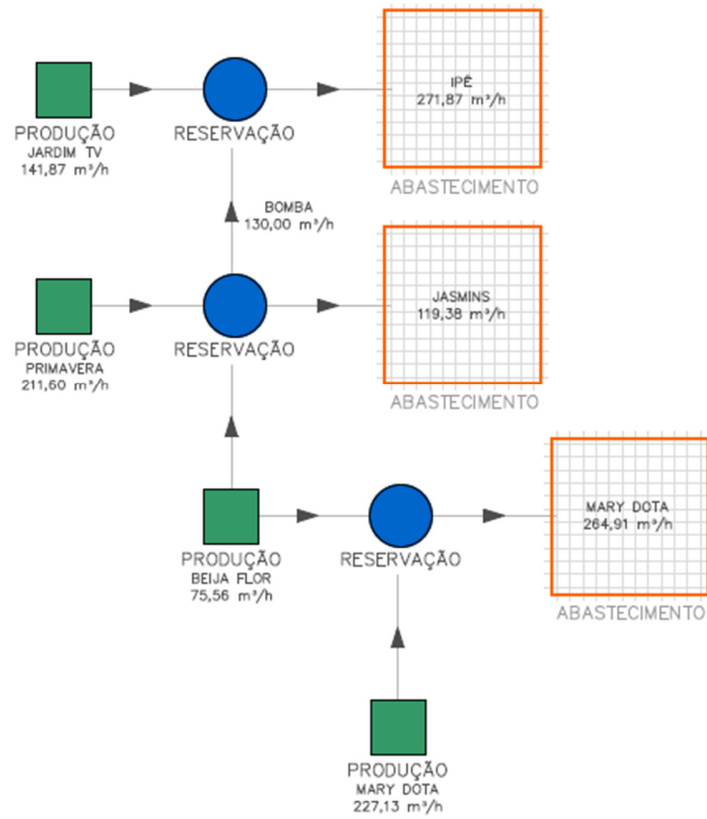 IPÊ
271,87 m³/h
PRODUÇÃO
JARDIM TV
141,87 m³/h
RESERVAÇÃO
ABASTECIMENTO
BOMBA
130,00 m³/h
JASMINS
119,38 m³/h
PRODUÇÃO
PRIMAVERA
211,60 m³/h
RESERVAÇÃO
ABASTECIMENTO
MARY DOTA
264,91 m³/h
PRODUÇÃO
BEIJA FLOR
75,56 m³/h
RESERVAÇÃO
ABASTECIMENTO
PRODUÇÃO
MARY DOTA
227,13 m³/h